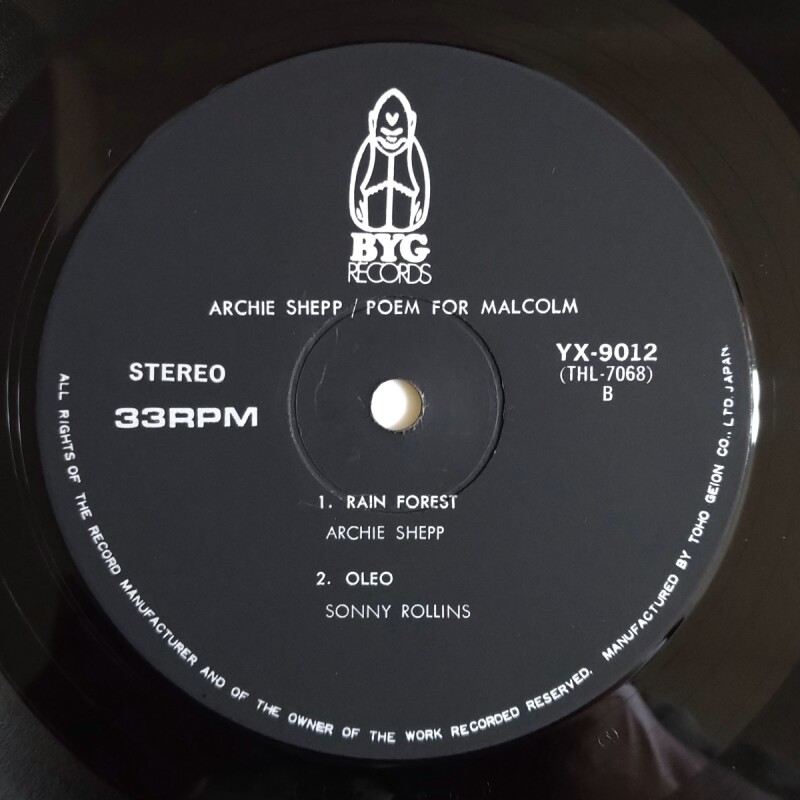 BYG
RECORDS
ARCHIE SHEPP / POEM FOR MALCOLM
STEREO
33RPM
YX-9012
(THL-7068)
B
1. RAIN FOREST
ARCHIE SHEPP
2. OLEO
SONNY ROLLINS
ALL RIGHTS OF THE RECORD MANUFACTURER AND OF THE OWNER OF THE WORK RECORDED RESERVED. MANUFACTURED BY TOHO GEION CO., LTD. JAPAN.